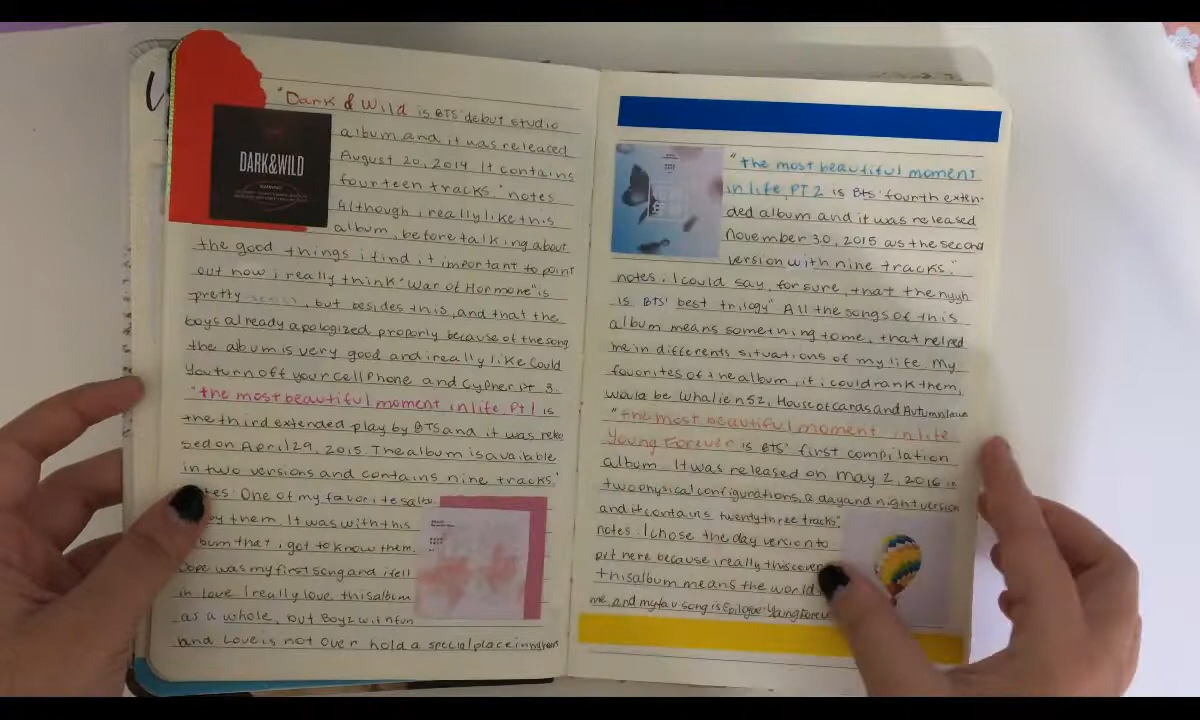 DARK&WILD
"Dark & Wild is BTS' debut studio
album and it was released
August 20, 2014. It contains
fourteen tracks." notes
Although i really like this
album, before talking about
the good things i find it important to point
out how i really think "War of Hormone" is
pretty sexist, but besides this, and that the
boys already apologized properly because of the song
the abum is very good and i really like Could
You turn off your cell Phone and Cypher Pt 3.
"the most beautiful moment in life Pt 1 is
the third extended play by BTS and it was relea
sed on April 29, 2015. The album is available
in two versions and contains nine tracks."
notes: One of my favorites albs
by them. It was with this
album that i got to know them.
Dope was my first song and i fell
in love. I really love this album
as a whole, but Boyz with fun
and Love is not over hold a special place in
"the most beautiful moment
in life PT 2 is Bts' fourth exten-
ded album and it was released
November 30, 2015 as the second
version with nine tracks."
notes: I could say, for sure, that the hyyh
is BTS' best trilogy" All the songs of this
album means something to me, that helped
me in differents situations of my life. My
favorites of the album, if i could rank them,
would be Whalien 52, House of cards and Autumn leave
"the most beautiful moment in life
Young Forever is BTS' first compilation
album. It was released on May 2, 2016 in
two physical configurations, a day and night version
and it contains twenty three tracks".
notes: I chose the day version to
put here because i really this cover
this album means the world
me and my fav song is Epilogue: Young Forev